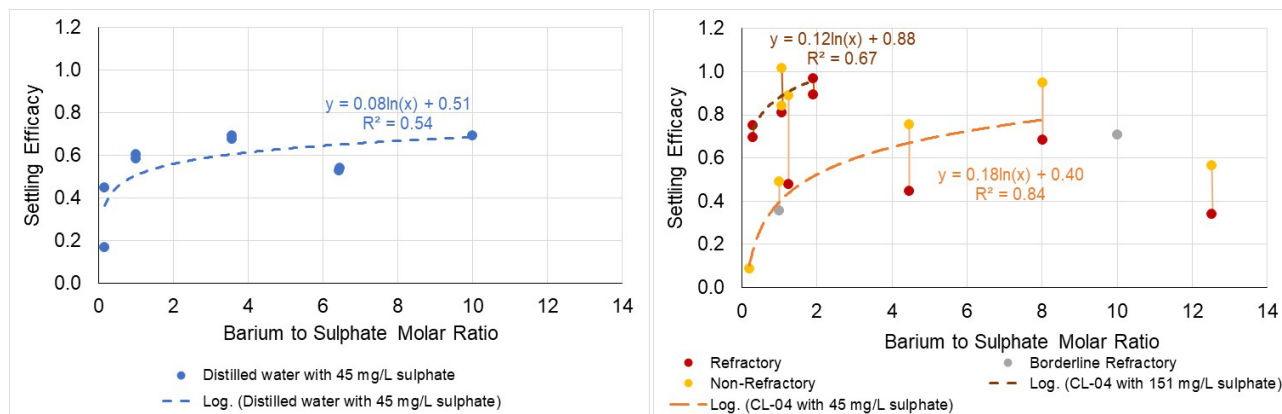 1.2
1.0
0.8
0.6
0.4
0.2
0.0
Settling Efficacy
y = 0.08ln(x) + 0.51
R² = 0.54
0 2 4 6 8 10 12 14
Barium to Sulphate Molar Ratio
Distilled water with 45 mg/L sulphate
Log. (Distilled water with 45 mg/L sulphate)
1.2
1.0
0.8
0.6
0.4
0.2
0.0
Settling Efficacy
y = 0.12ln(x) + 0.88
R² = 0.67
y = 0.18ln(x) + 0.40
R² = 0.84
0 2 4 6 8 10 12 14
Barium to Sulphate Molar Ratio
Refractory
Borderline Refractory
Non-Refractory
Log. (CL-04 with 151 mg/L sulphate)
Log. (CL-04 with 45 mg/L sulphate)